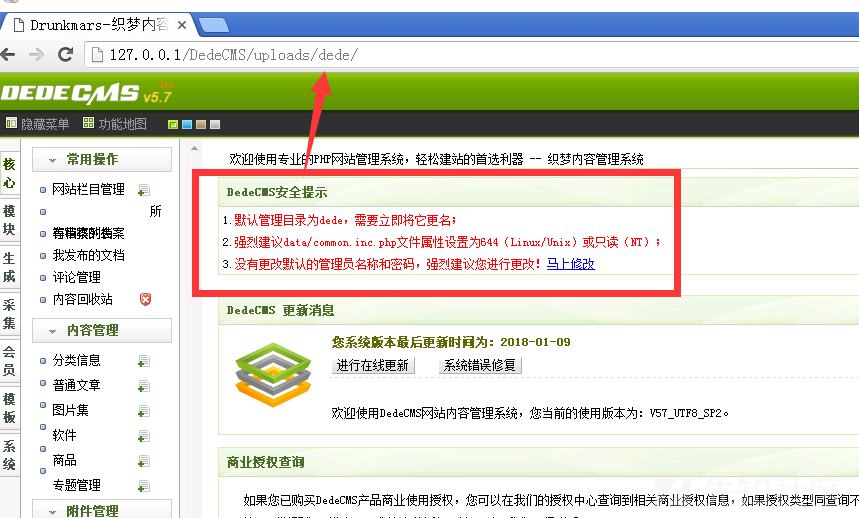 Drunkmars-织梦内容
127.0.0.1/DedeCMS/uploads/dede/
DEDECMS v5.7 SP2
隐藏菜单 功能地图
核心
模块
生成
采集
会员
模板
系统
常用操作
网站栏目管理
所
我发布的文档
评论管理
内容回收站
内容管理
分类信息
普通文章
图片集
软件
商品
专题管理
附件管理
欢迎使用专业的PHP网站管理系统，轻松建站的首选利器 -- 织梦内容管理系统
DedeCMS安全提示
1.默认管理目录为dede，需要立即将它更名；
2.强烈建议data/common.inc.php文件属性设置为644（Linux/Unix）或只读（NT）；
3.没有更改默认的管理员名称和密码，强烈建议您进行更改！马上修改
DedeCMS 更新消息
您系统版本最后更新时间为：2018-01-09
进行在线更新 系统错误修复
欢迎使用DedeCMS网站内容管理系统，您当前的使用版本为：V57_UTF8_SP2。
商业授权查询
如果您已购买DedeCMS产品商业使用授权，您可以在我们的授权中心查询到相关商业授权信息，如果授权类型同查询不